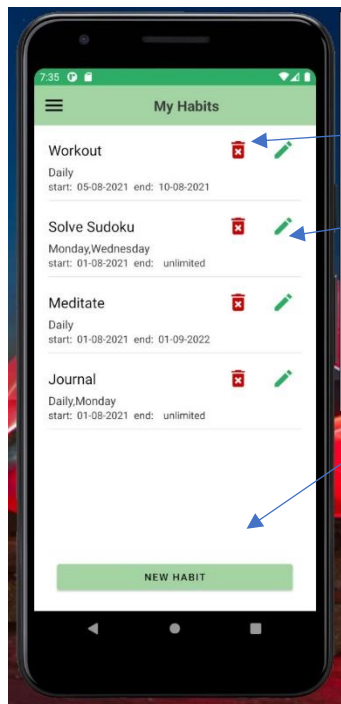 7:35
My Habits
Workout
Daily
start: 05-08-2021 end: 10-08-2021
Solve Sudoku
Monday,Wednesday
start: 01-08-2021 end: unlimited
Meditate
Daily
start: 01-08-2021 end: 01-09-2022
Journal
Daily,Monday
start: 01-08-2021 end: unlimited
NEW HABIT